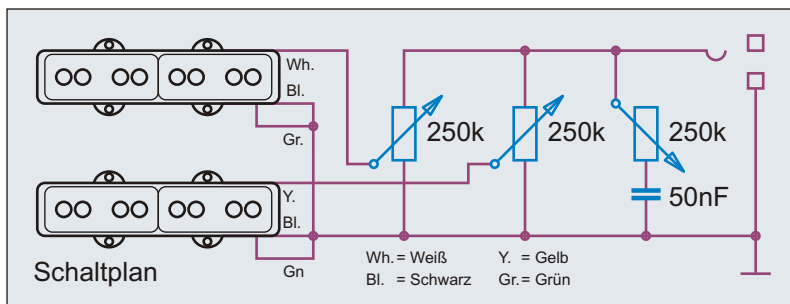 Wh.
Bl.
Gr.
250k
250k
250k
Y.
Bl.
50nF
Gn
Schaltplan
Wh. = Weiß
Y. = Gelb
Bl. = Schwarz
Gr. = Grün